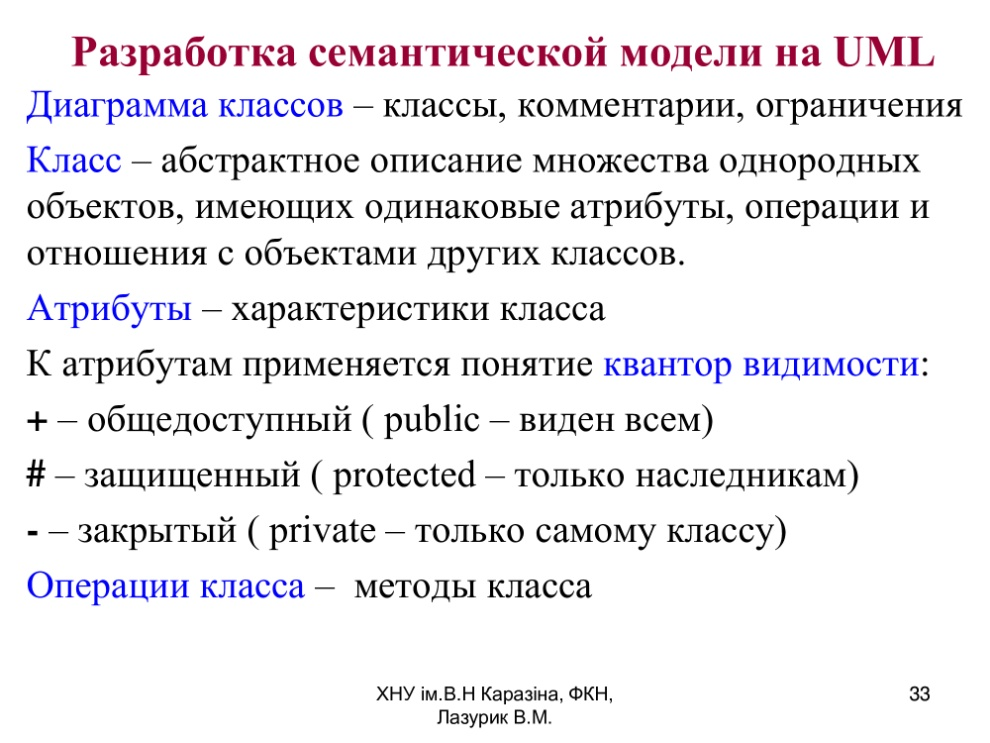 Разработка семантической модели на UML
Диаграмма классов – классы, комментарии, ограничения
Класс – абстрактное описание множества однородных
объектов, имеющих одинаковые атрибуты, операции и
отношения с объектами других классов.
Атрибуты – характеристики класса
К атрибутам применяется понятие квантор видимости:
+ – общедоступный ( public – виден всем)
# – защищенный ( protected – только наследникам)
- – закрытый ( private – только самому классу)
Операции класса –  методы класса
ХНУ ім.В.Н Каразіна, ФКН,
Лазурик В.М.
33